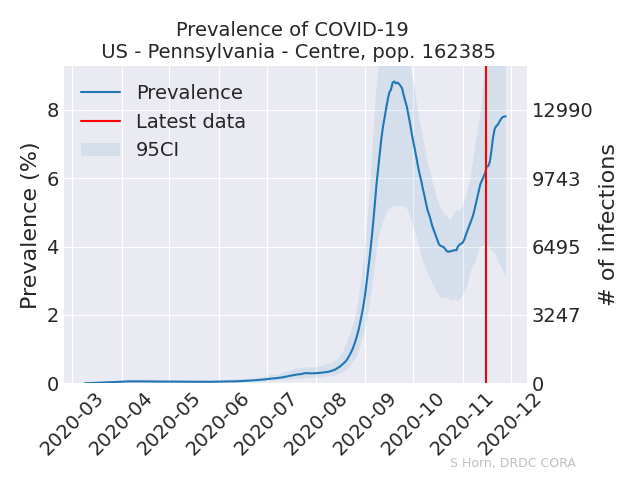 Prevalence of COVID-19
US - Pennsylvania - Centre, pop. 162385
Prevalence
Latest data
95CI
Prevalence (%)
8
6
4
2
0
12990
9743
6495
3247
0
# of infections
2020-03
2020-04
2020-05
2020-06
2020-07
2020-08
2020-09
2020-10
2020-11
2020-12
S Horn, DRDC CORA